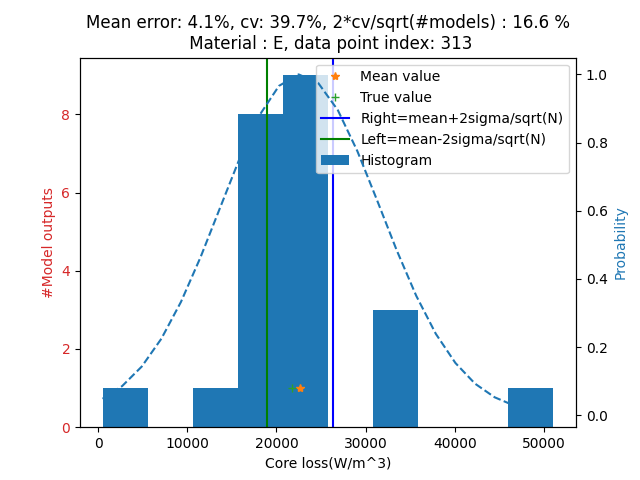 Mean error: 4.1%, cv: 39.7%, 2*cv/sqrt(#models) : 16.6 %
Material : E, data point index: 313
Mean value
True value
Right=mean+2sigma/sqrt(N)
Left=mean-2sigma/sqrt(N)
Histogram
#Model outputs
0
2
4
6
8
Probability
0.0
0.2
0.4
0.6
0.8
1.0
0
10000
20000
30000
40000
50000
Core loss(W/m^3)